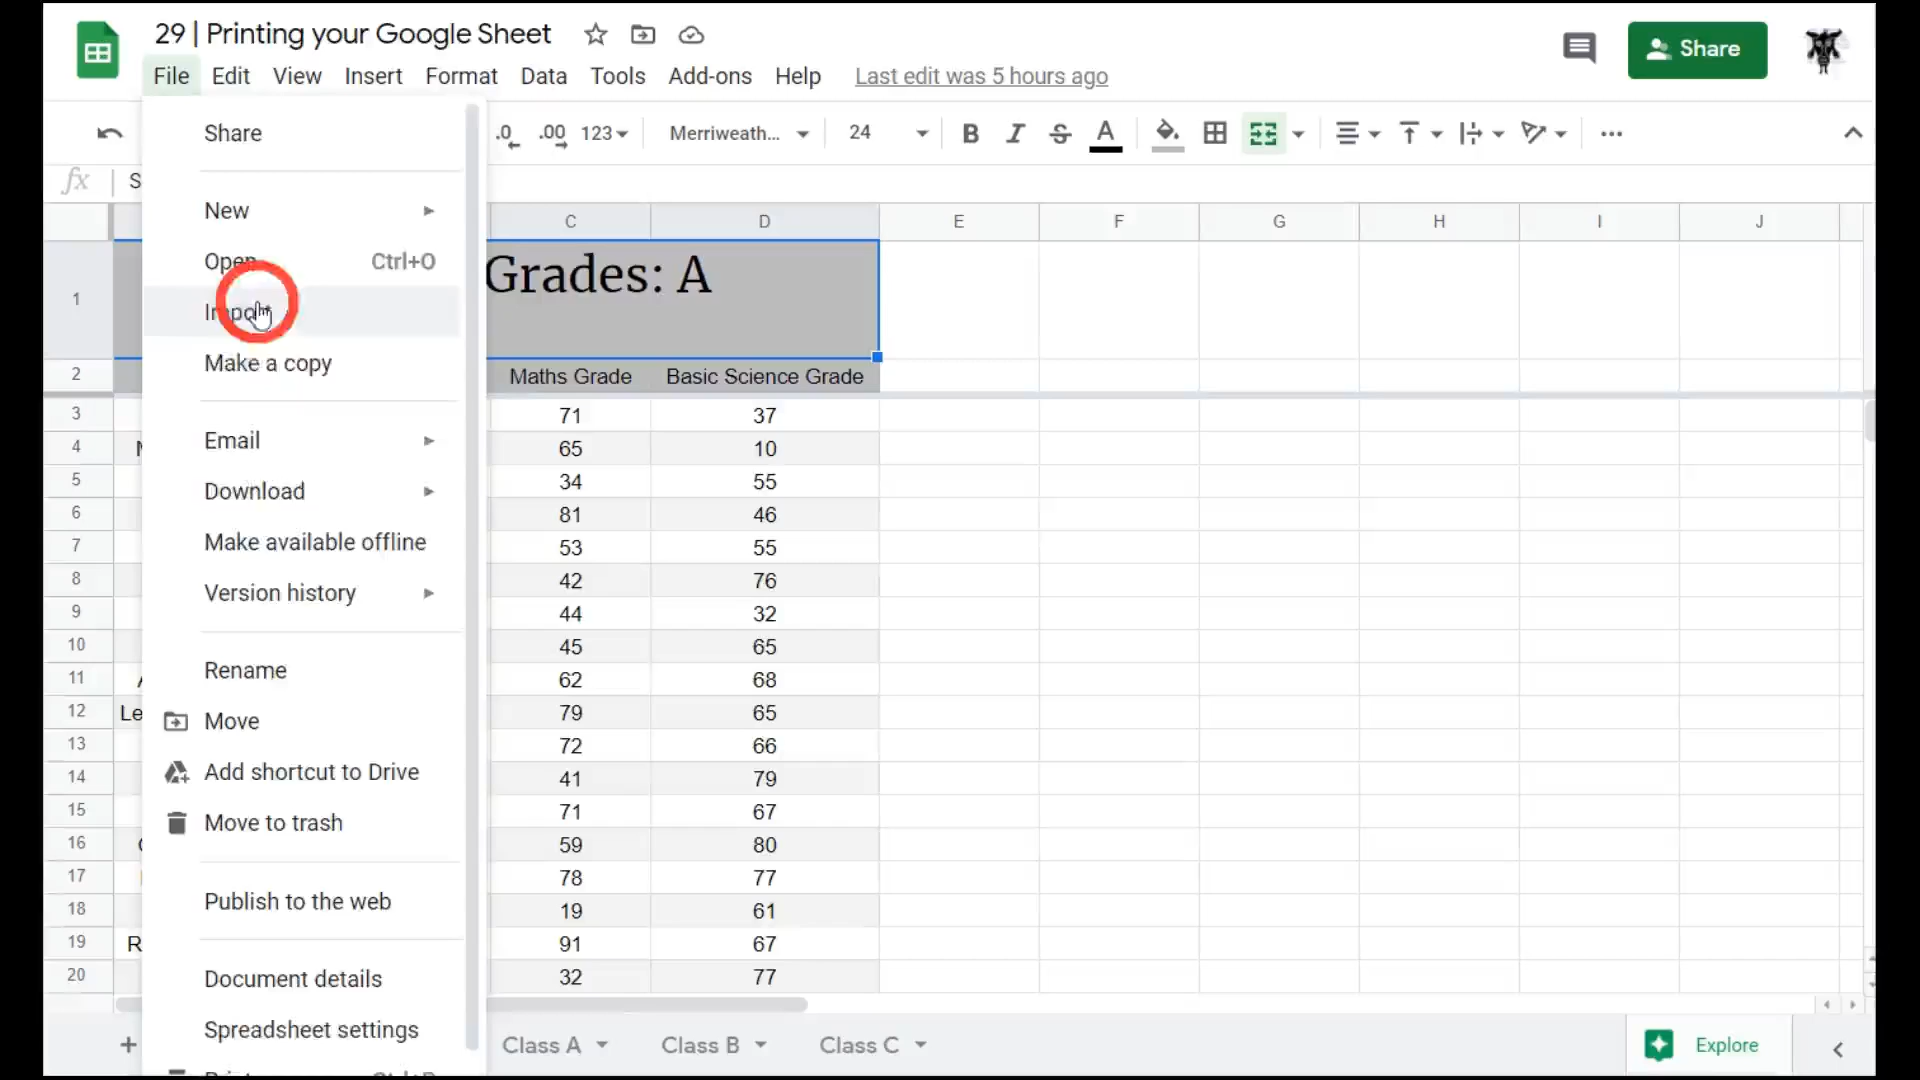 29 | Printing your Google Sheet
File Edit View Insert Format Data Tools Add-ons Help Last edit was 5 hours ago
Share
.0 .00 123 Merriweath... 24 B I S A
fx S
Share
New
Open Ctrl+O
Import
Make a copy
Email
Download
Make available offline
Version history
Rename
Move
Add shortcut to Drive
Move to trash
Publish to the web
Document details
Spreadsheet settings
C D E F G H I J
1 Grades: A
2 Maths Grade Basic Science Grade
3 71 37
4 65 10
5 34 55
6 81 46
7 53 55
8 42 76
9 44 32
10 45 65
11 62 68
12 Le 79 65
13 72 66
14 41 79
15 71 67
16 59 80
17 78 77
18 19 61
19 R 91 67
20 32 77
+ Class A Class B Class C Explore